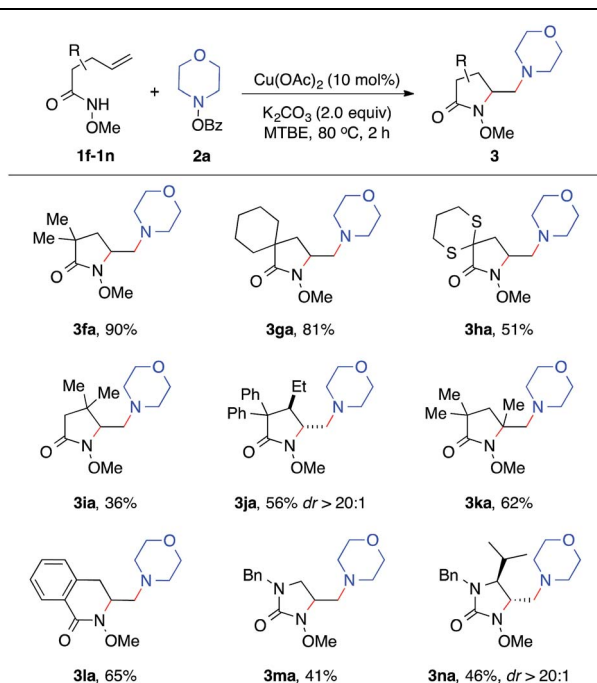 R
O
NH
OMe
1f-1n
+
O
N
OBz
2a
Cu(OAc)2 (10 mol%)
K2CO3 (2.0 equiv)
MTBE, 80 ºC, 2 h
R
O
N
OMe
N
O
3
Me
Me
O
N
OMe
N
O
3fa, 90%
O
N
OMe
N
O
3ga, 81%
S
S
O
N
OMe
N
O
3ha, 51%
Me
Me
O
N
OMe
N
O
3ia, 36%
Ph
Ph
Et
O
N
OMe
N
O
3ja, 56% dr > 20:1
Me
Me
Me
O
N
OMe
N
O
3ka, 62%
O
N
OMe
N
O
3la, 65%
Bn
N
O
N
OMe
N
O
3ma, 41%
Bn
N
O
N
OMe
N
O
3na, 46%, dr > 20:1